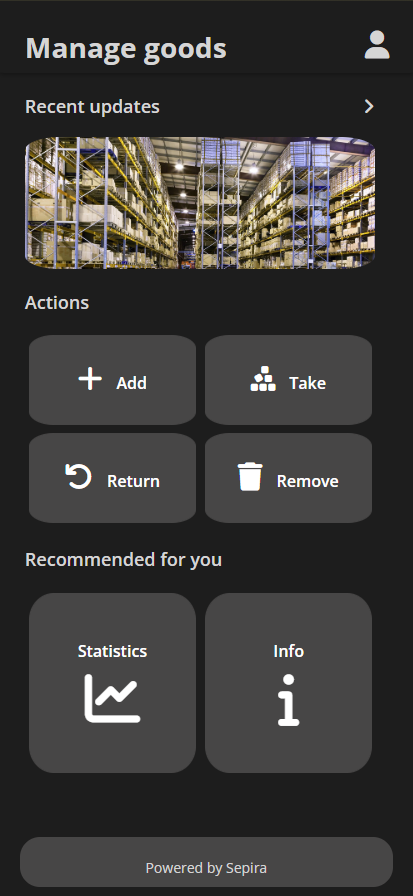 Manage goods
Recent updates
Actions
Add
Take
Return
Remove
Recommended for you
Statistics
Info
Powered by Sepira